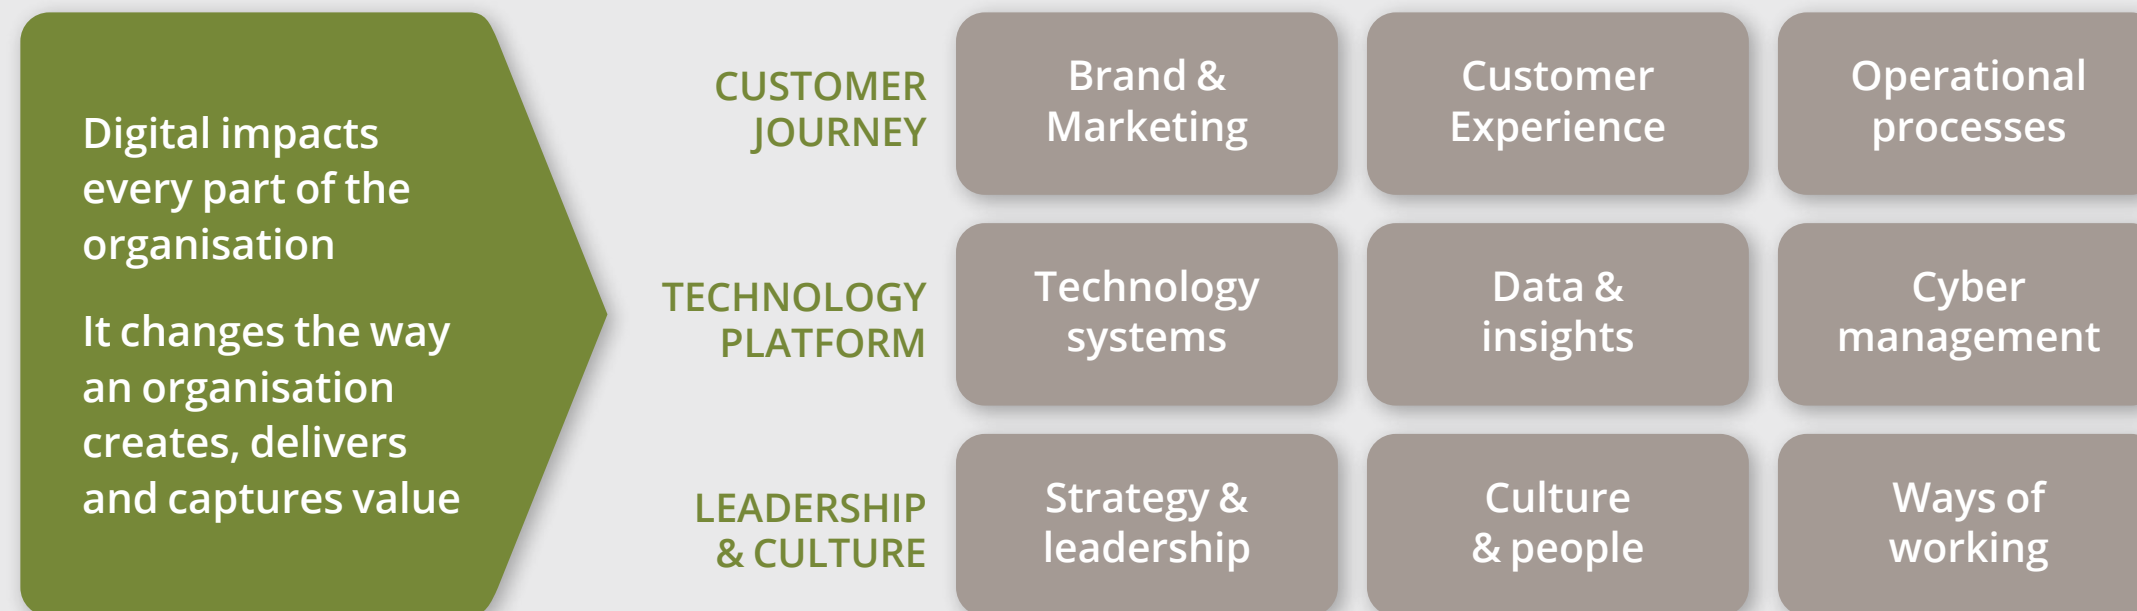 Digital impacts
every part of the
organisation
It changes the way
an organisation
creates, delivers
and captures value
CUSTOMER
JOURNEY
Brand &
Marketing
Customer
Experience
Operational
processes
TECHNOLOGY
PLATFORM
Technology
systems
Data &
insights
Cyber
management
LEADERSHIP
& CULTURE
Strategy &
leadership
Culture
& people
Ways of
working